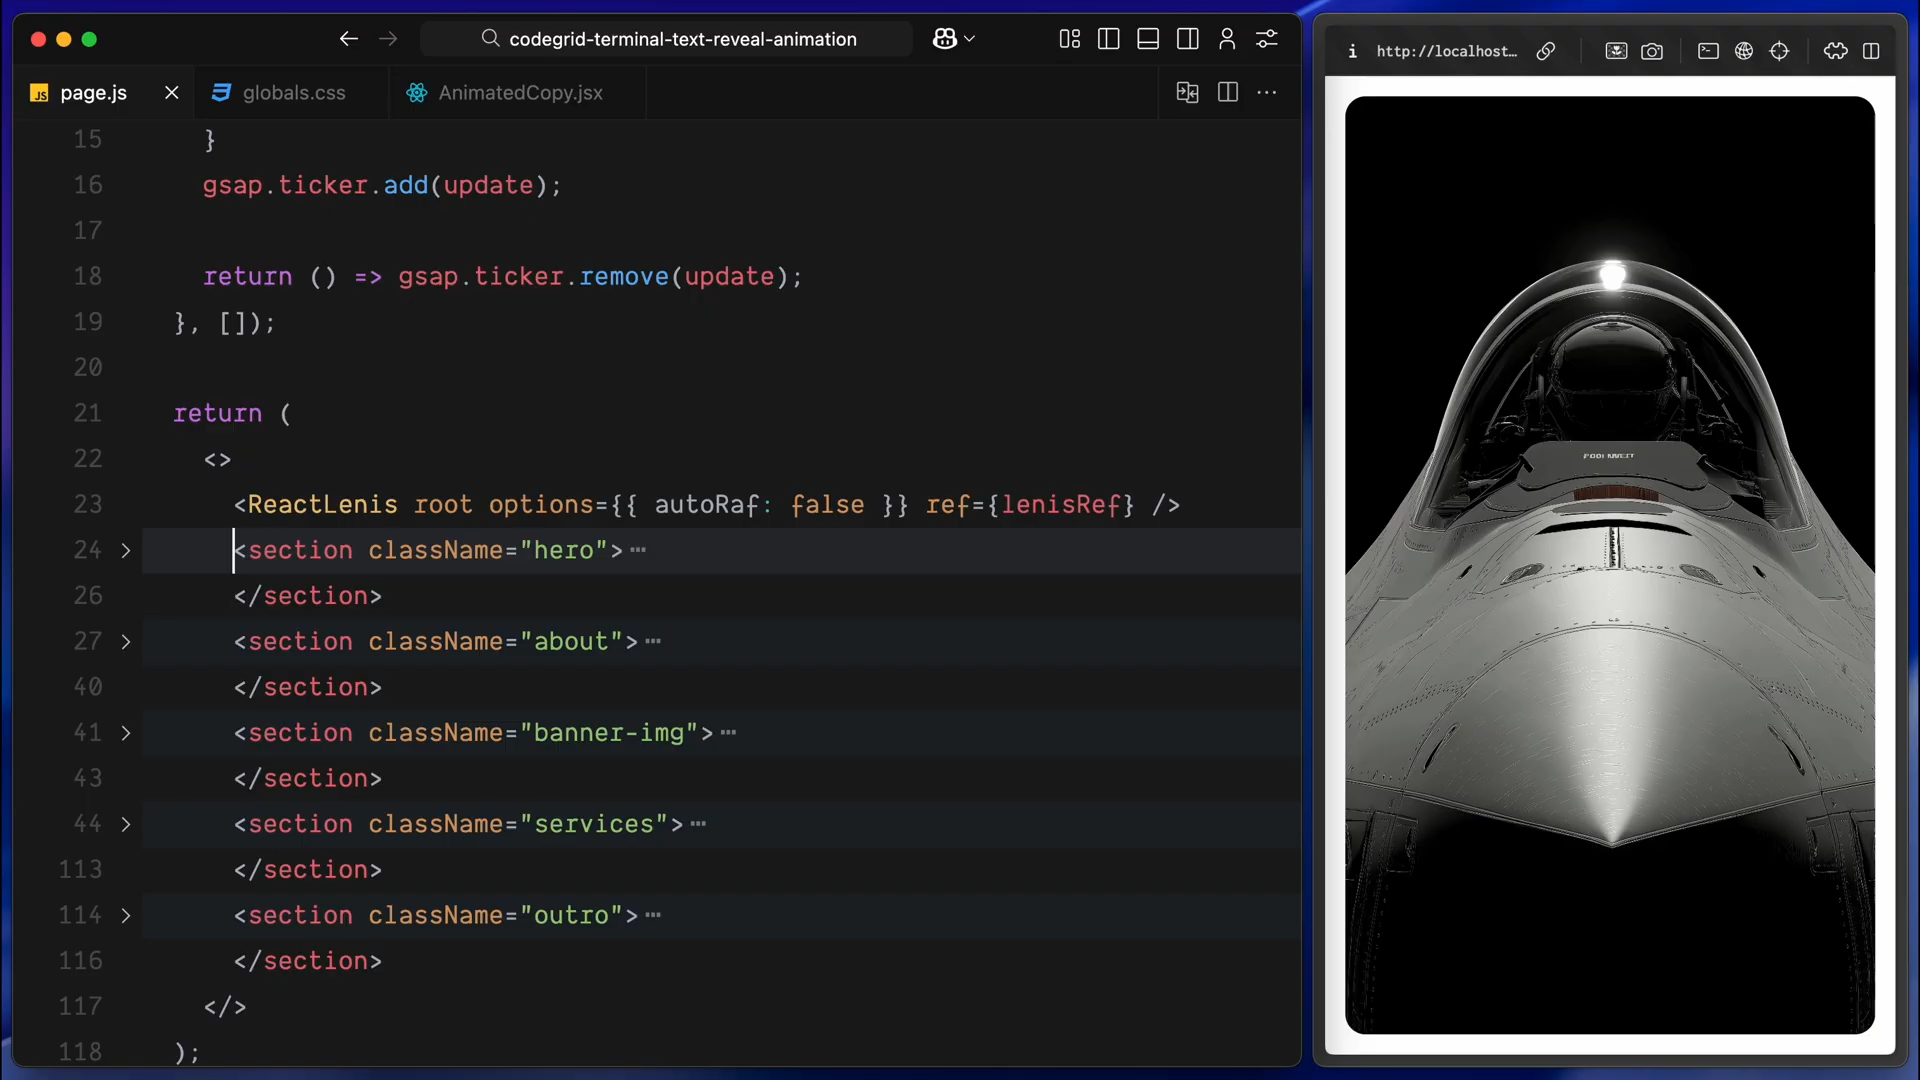 codegrid-terminal-text-reveal-animation
page.js
globals.css
AnimatedCopy.jsx
15 }
16 gsap.ticker.add(update);
17
18 return () => gsap.ticker.remove(update);
19 }, []);
20
21 return (
22 <>
23 <ReactLenis root options={{ autoRaf: false }} ref={lenisRef} />
24 <section className="hero"> ⋯
26 </section>
27 <section className="about"> ⋯
40 </section>
41 <section className="banner-img"> ⋯
43 </section>
44 <section className="services"> ⋯
113 </section>
114 <section className="outro"> ⋯
116 </section>
117 </>
118 );
http://localhost…